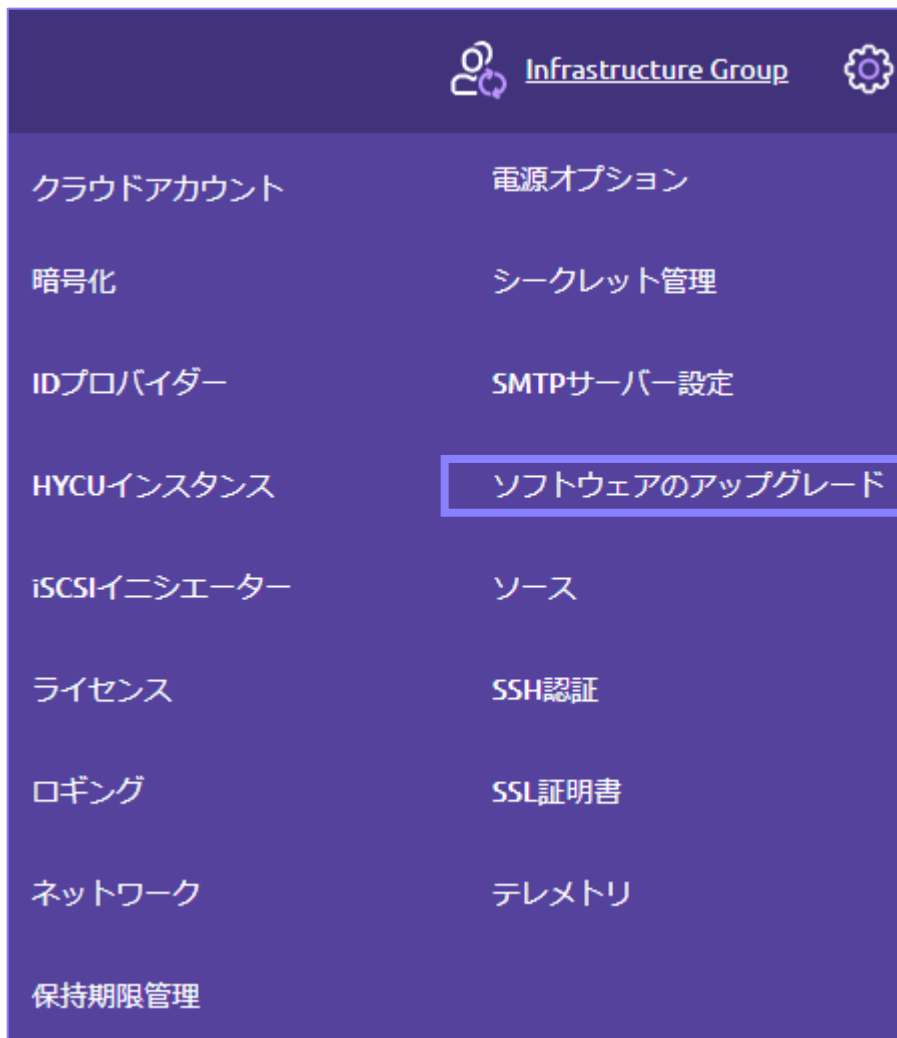 Infrastructure Group
クラウドアカウント
暗号化
IDプロバイダー
HYCUインスタンス
iSCSIイニシエーター
ライセンス
ロギング
ネットワーク
保持期限管理
電源オプション
シークレット管理
SMTPサーバー設定
ソフトウェアのアップグレード
ソース
SSH認証
SSL証明書
テレメトリ